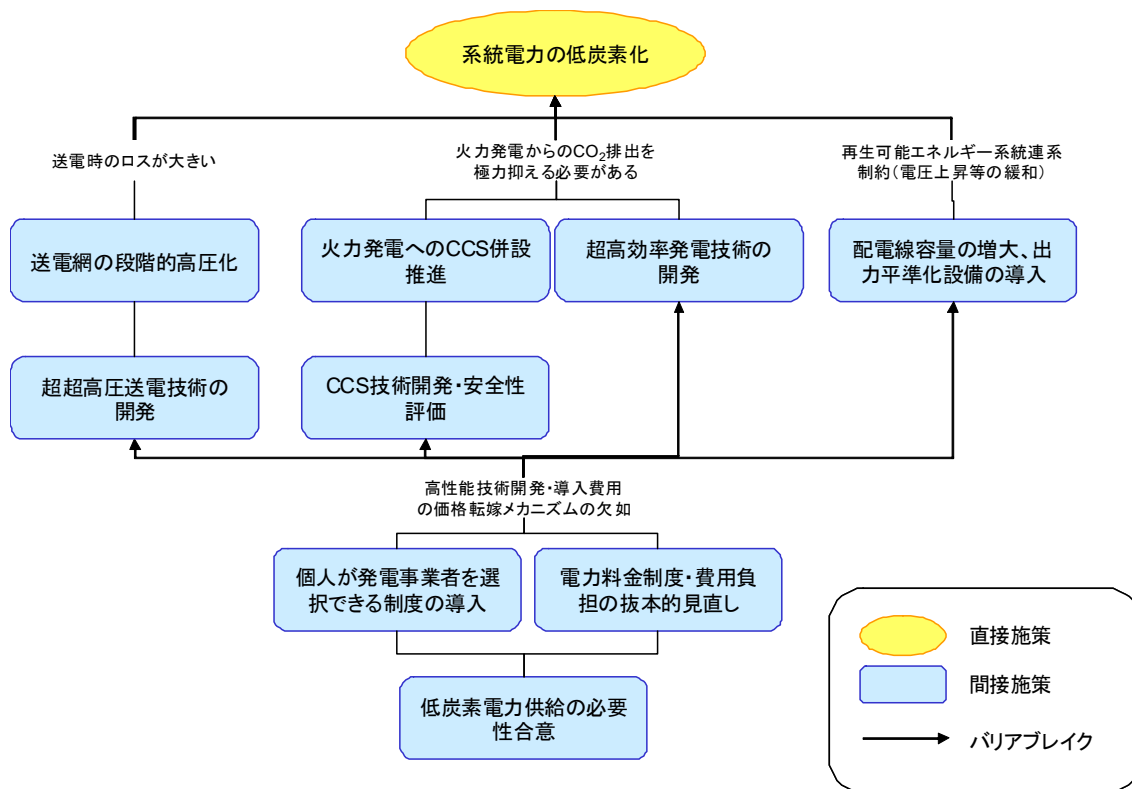 系統電力の低炭素化
送電時のロスが大きい
火力発電からのCO₂排出を
極力抑える必要がある
再生可能エネルギー系統連系
制約(電圧上昇等の緩和)
送電網の段階的高圧化
火力発電へのCCS併設
推進
超高効率発電技術の
開発
配電線容量の増大、出
力平準化設備の導入
超超高圧送電技術の
開発
CCS技術開発・安全性
評価
高性能技術開発・導入費用
の価格転嫁メカニズムの欠如
個人が発電事業者を選
択できる制度の導入
電力料金制度・費用負
担の抜本的見直し
低炭素電力供給の必要
性合意
直接施策
間接施策
バリアブレイク